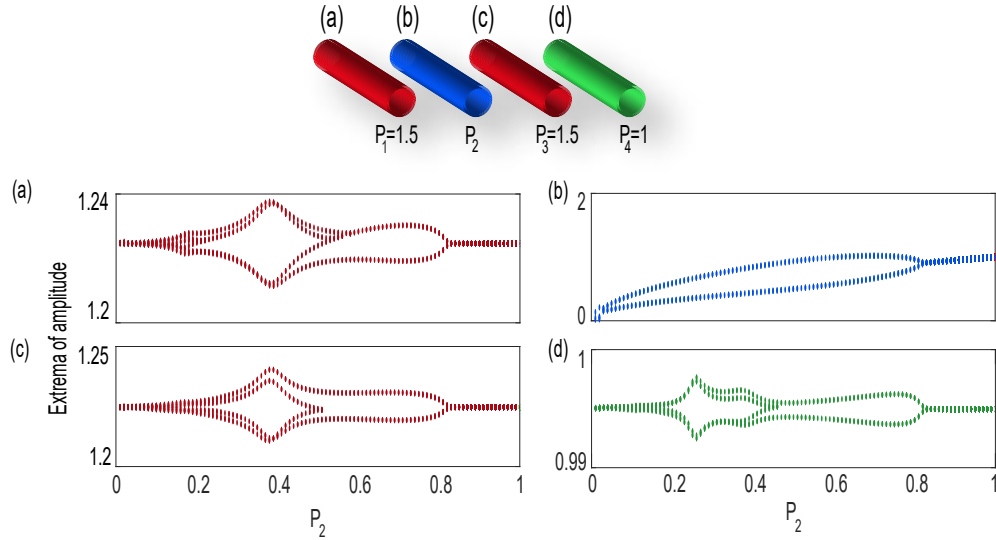 (a) (b) (c) (d)
P1=1.5 P2 P3=1.5 P4=1
(a) (b)
Extrema of amplitude
1.24
1.2
2
0
(c) (d)
1.25
1.2
1
0.99
0 0.2 0.4 0.6 0.8 1
0 0.2 0.4 0.6 0.8 1
P2 P2